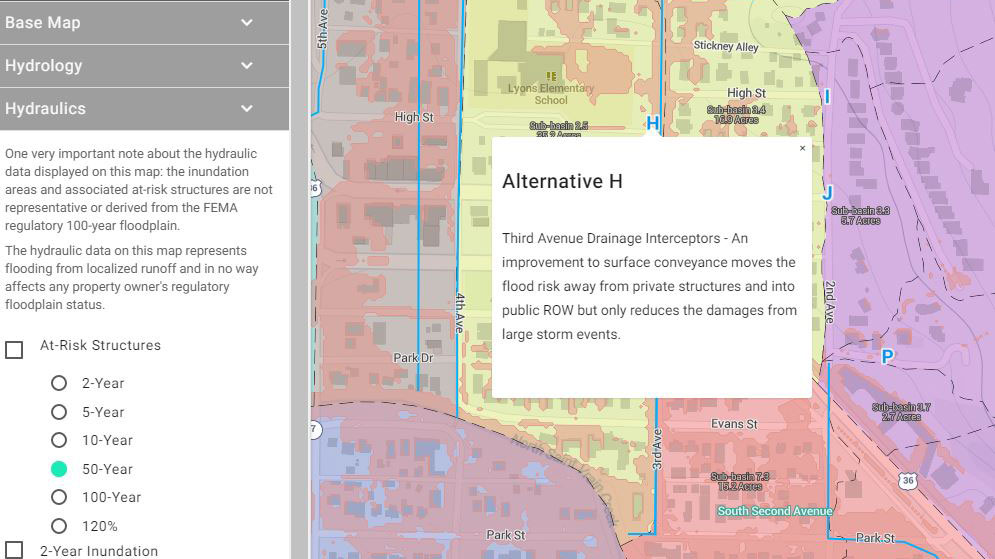 Base Map
Hydrology
Hydraulics
One very important note about the hydraulic
data displayed on this map: the inundation
areas and associated at-risk structures are not
representative or derived from the FEMA
regulatory 100-year floodplain.
The hydraulic data on this map represents
flooding from localized runoff and in no way
affects any property owner's regulatory
floodplain status.
At-Risk Structures
2-Year
5-Year
10-Year
50-Year
100-Year
120%
2-Year Inundation
5th Ave
Stickney Alley
Lyons Elementary
School
High St
High St
Sub-basin 3.4
16.9 Acres
Sub-basin 2.5
H
I
×
Alternative H
Third Avenue Drainage Interceptors - An
improvement to surface conveyance moves the
flood risk away from private structures and into
public ROW but only reduces the damages from
large storm events.
36
J
Sub-basin 3.3
5.7 Acres
4th Ave
2nd Ave
Park Dr
P
Sub-basin 3.7
2.7 Acres
7
Evans St
3rd Ave
Sub-basin 7.3
15.2 Acres
36
South Second Avenue
Park St
Park St